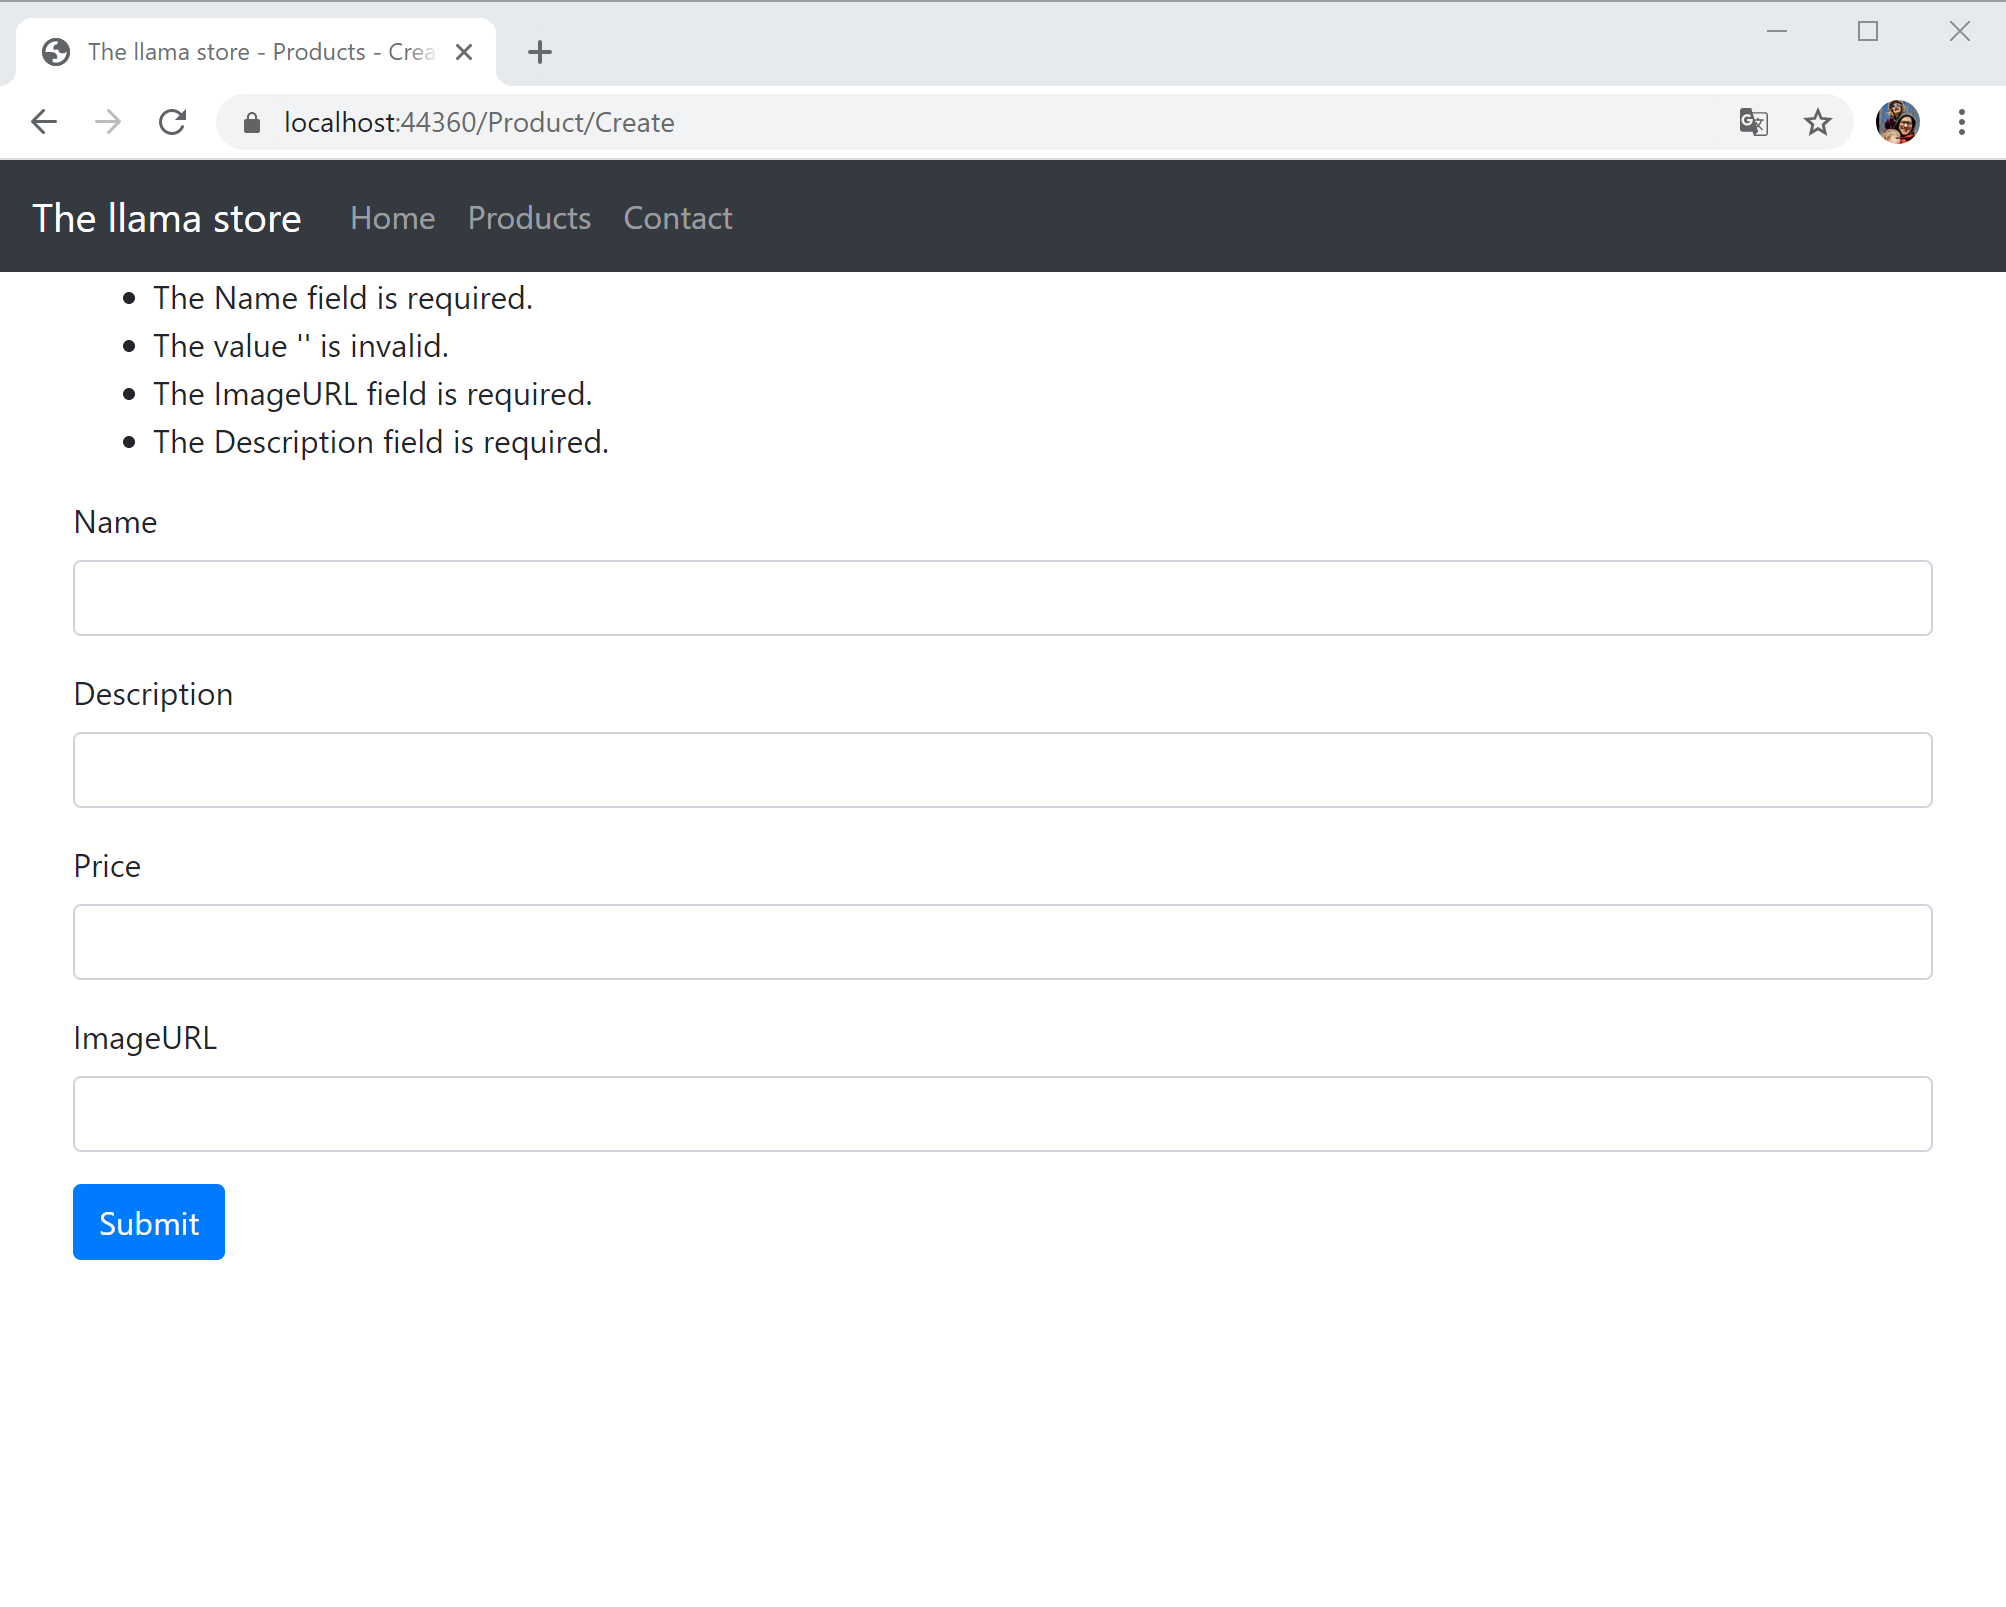 The llama store - Products - Crea
localhost:44360/Product/Create
The llama store Home Products Contact
The Name field is required.
The value '' is invalid.
The ImageURL field is required.
The Description field is required.
Name
Description
Price
ImageURL
Submit